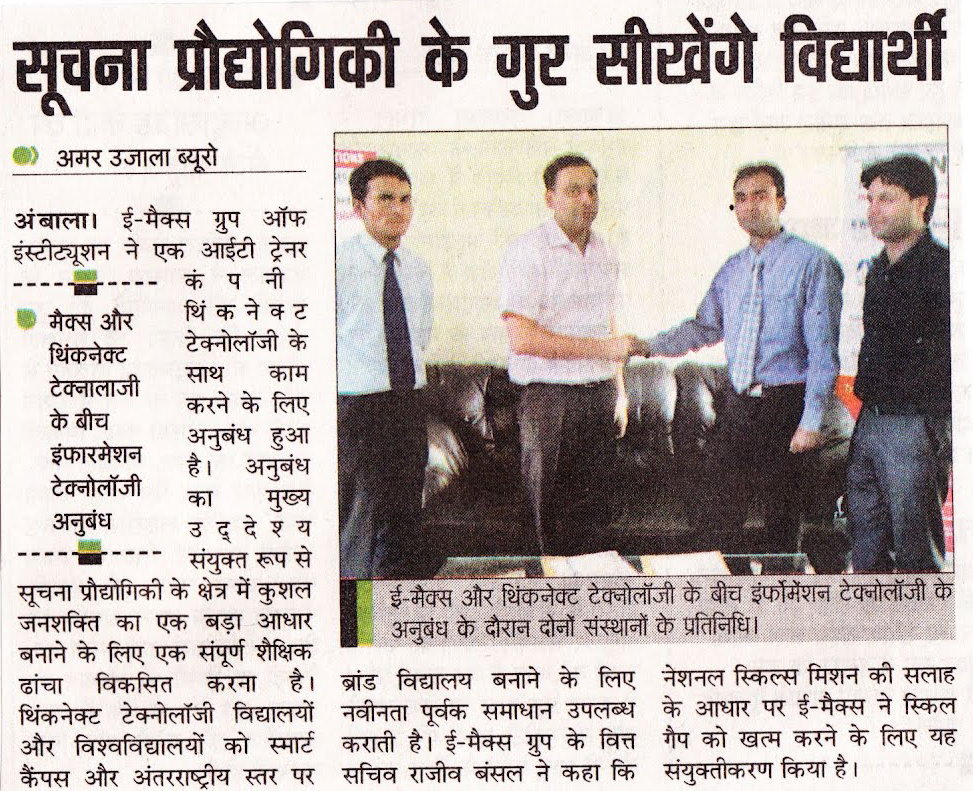 सूचना प्रौद्योगिकी के गुर सीखेंगे विद्यार्थी
अमर उजाला ब्यूरो
अंबाला। ई-मैक्स ग्रुप ऑफ
इंस्टीट्यूशन ने एक आईटी ट्रेनर
कंपनी
थिंकनेक्ट
टेक्नोलॉजी के
साथ काम
करने के लिए
अनुबंध हुआ
है। अनुबंध
का मुख्य
उद्देश्य
संयुक्त रूप से
सूचना प्रौद्योगिकी के क्षेत्र में कुशल
जनशक्ति का एक बड़ा आधार
बनाने के लिए एक संपूर्ण शैक्षिक
ढांचा विकसित करना है।
थिंकनेक्ट टेक्नोलॉजी विद्यालयों
और विश्वविद्यालयों को स्मार्ट
कैंपस और अंतरराष्ट्रीय स्तर पर
मैक्स और
थिंकनेक्ट
टेक्नालाजी
के बीच
इंफारमेशन
टेक्नोलॉजी
अनुबंध
ई-मैक्स और थिंकनेक्ट टेक्नोलॉजी के बीच इंर्फोमेंशन टेक्नोलॉजी के
अनुबंध के दौरान दोनों संस्थानों के प्रतिनिधि।
ब्रांड विद्यालय बनाने के लिए
नवीनता पूर्वक समाधान उपलब्ध
कराती है। ई-मैक्स ग्रुप के वित्त
सचिव राजीव बंसल ने कहा कि
नेशनल स्किल्स मिशन की सलाह
के आधार पर ई-मैक्स ने स्किल
गैप को खत्म करने के लिए यह
संयुक्तीकरण किया है।